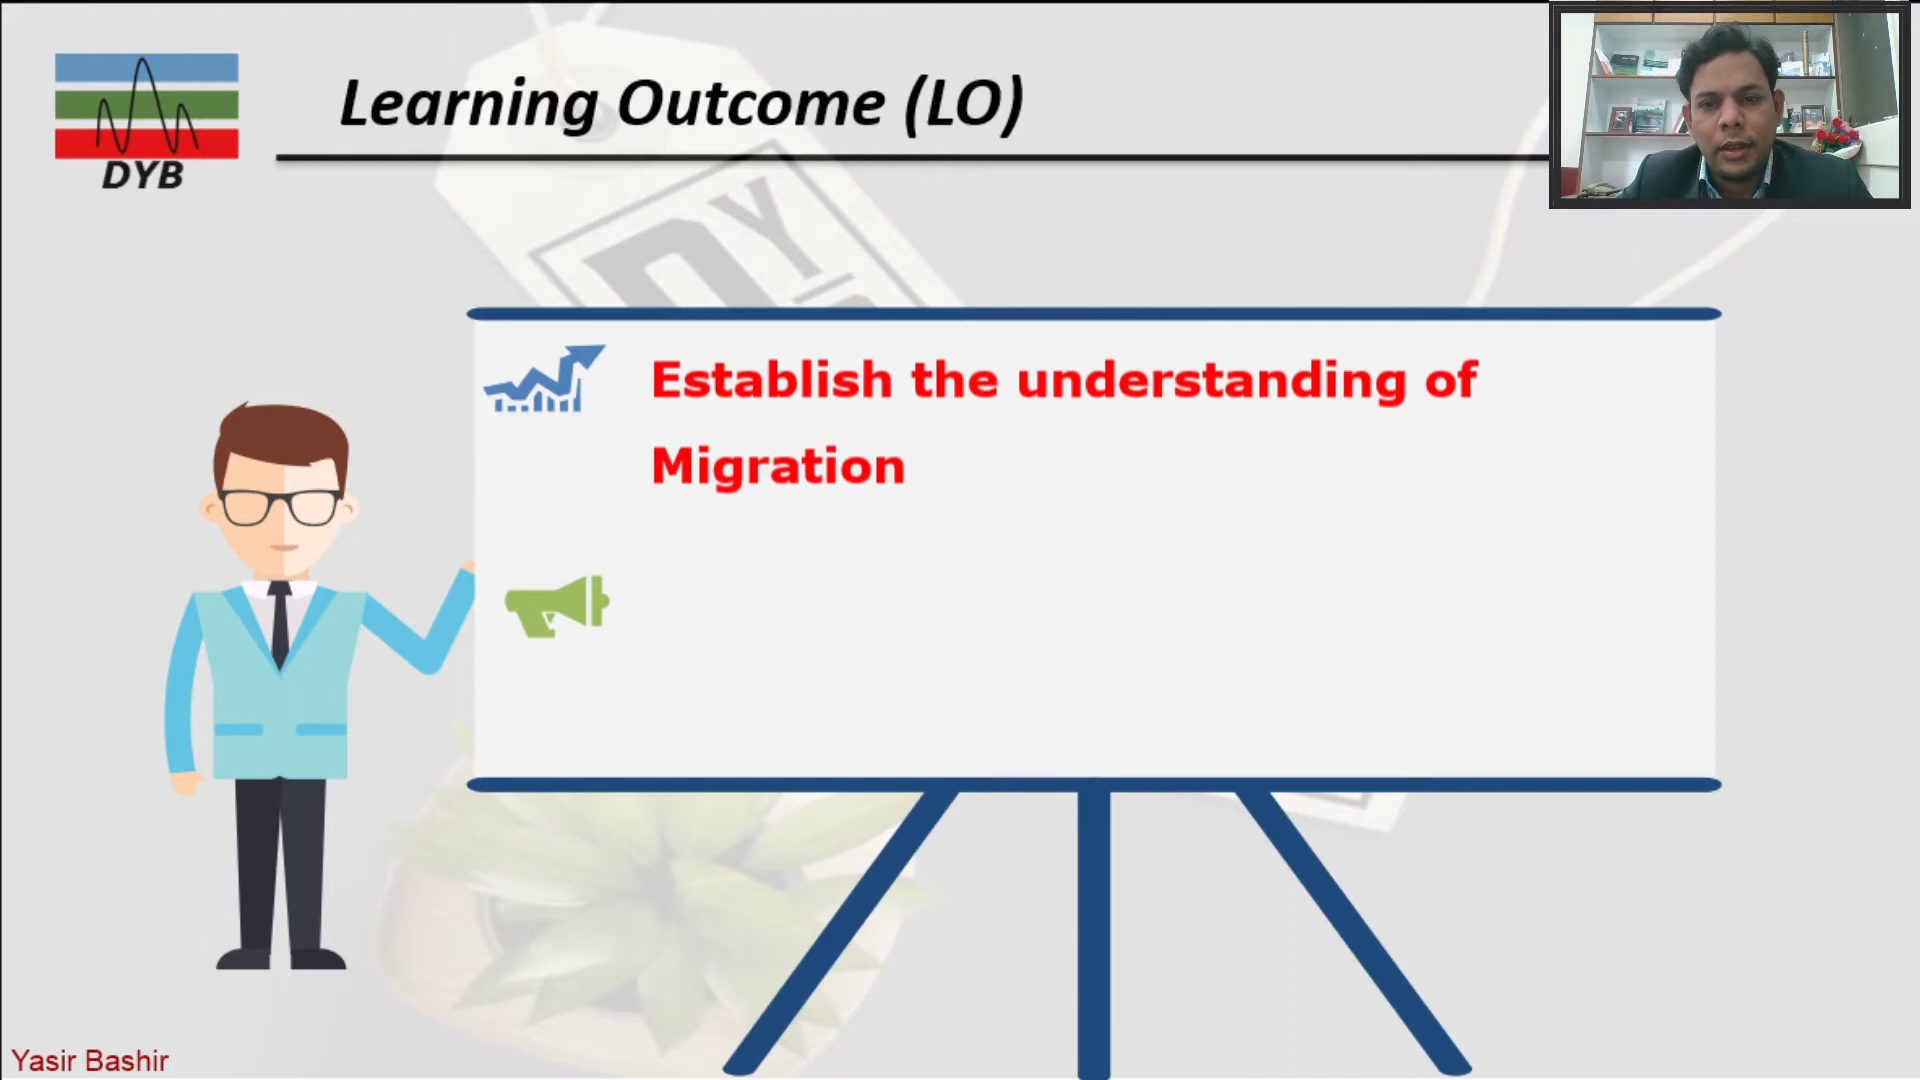 Learning Outcome (LO)
DYB
Establish the understanding of
Migration
Yasir Bashir